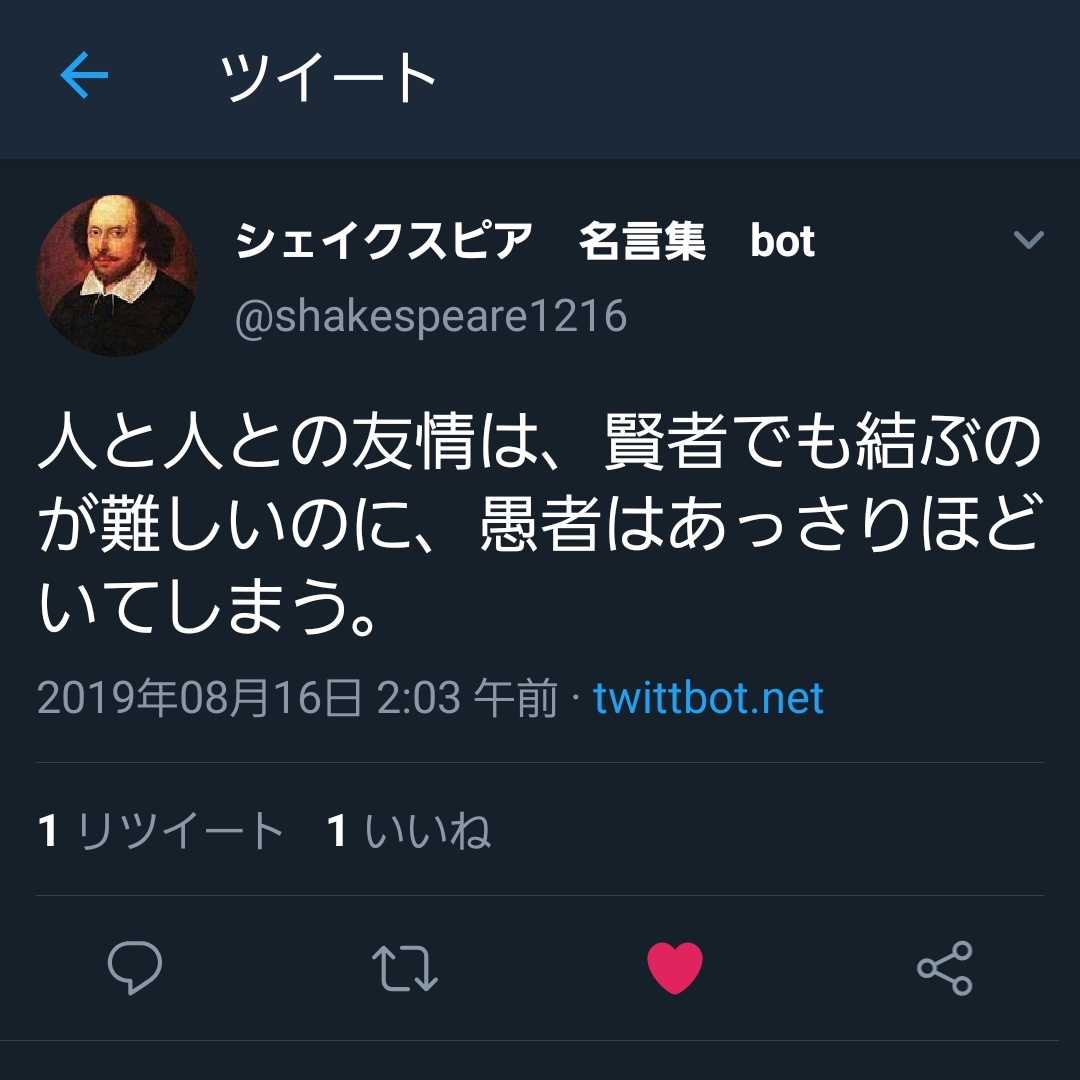 ツイート
シェイクスピア　名言集　bot
@shakespeare1216
人と人との友情は、賢者でも結ぶの
が難しいのに、愚者はあっさりほど
いてしまう。
2019年08月16日 2:03 午前 · twittbot.net
1 リツイート 1 いいね